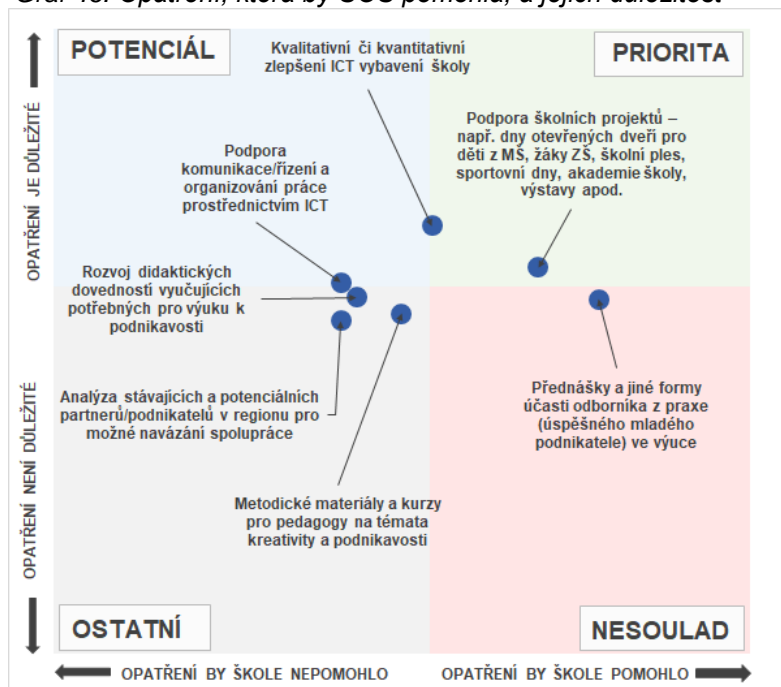 Graf 18: Opatření, která by SOŠ pomohla, a jejich důležitost
POTENCIÁL
Kvalitativní či kvantitativní
zlepšení ICT vybavení školy
PRIORITA
Podpora školních projektů –
např. dny otevřených dveří pro
děti z MŠ, žáky ZŠ, školní ples,
sportovní dny, akademie školy,
výstavy apod.
Podpora
komunikace/řízení a
organizování práce
prostřednictvím ICT
Rozvoj didaktických
dovedností vyučujících
potřebných pro výuku k
podnikavosti
Analýza stávajících a potenciálních
partnerů/podnikatelů v regionu pro
možné navázání spolupráce
Přednášky a jiné formy
účasti odborníka z praxe
(úspěšného mladého
podnikatele) ve výuce
Metodické materiály a kurzy
pro pedagogy na témata
kreativity a podnikavosti
OSTATNÍ
NESOULAD
OPATŘENÍ JE DŮLEŽITÉ
OPATŘENÍ NENÍ DŮLEŽITÉ
OPATŘENÍ BY ŠKOLE NEPOMOHLO
OPATŘENÍ BY ŠKOLE POMOHLO